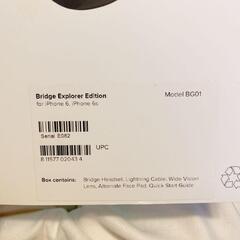 Bridge Explorer Edition
for iPhone 6, iPhone 6s
Model BG01
Serial E082
UPC
8 11577 02043 4
Box contains: Bridge Headset, Lightning Cable, Wide Vision
Lens, Alternate Face Pad, Quick Start Guide